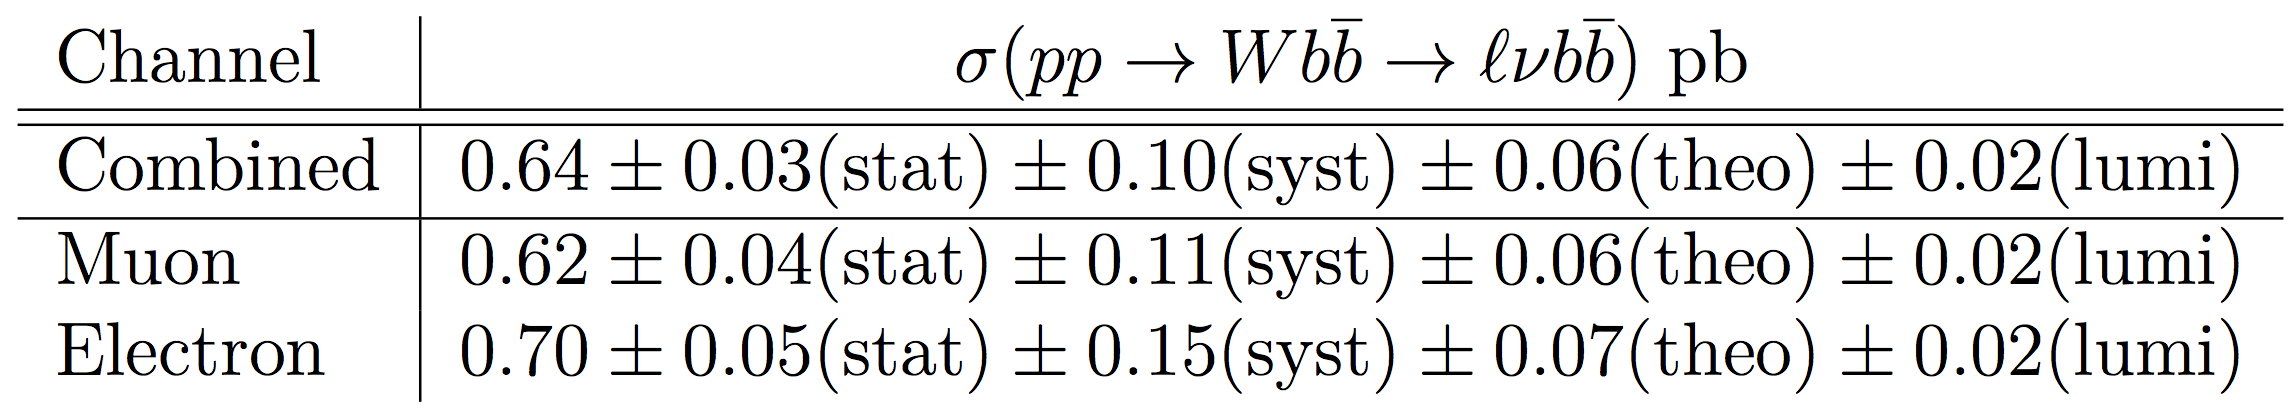 Channel σ(pp → Wbb̅ → ℓνbb̅) pb
Combined 0.64 ± 0.03(stat) ± 0.10(syst) ± 0.06(theo) ± 0.02(lumi)
Muon 0.62 ± 0.04(stat) ± 0.11(syst) ± 0.06(theo) ± 0.02(lumi)
Electron 0.70 ± 0.05(stat) ± 0.15(syst) ± 0.07(theo) ± 0.02(lumi)